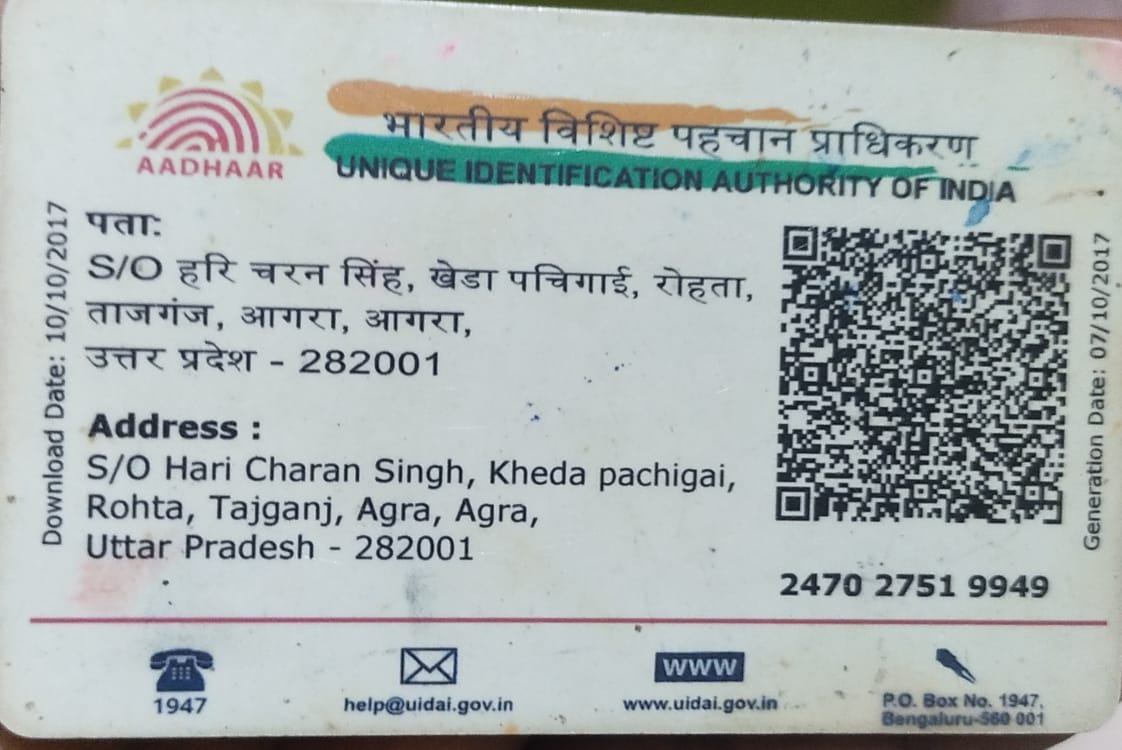 AADHAAR
भारतीय विशिष्ट पहचान प्राधिकरण
UNIQUE IDENTIFICATION AUTHORITY OF INDIA
Download Date: 10/10/2017
पता:
S/O हरि चरन सिंह, खेडा पचिगाई, रोहता,
ताजगंज, आगरा, आगरा,
उत्तर प्रदेश - 282001
Address :
S/O Hari Charan Singh, Kheda pachigai,
Rohta, Tajganj, Agra, Agra,
Uttar Pradesh - 282001
Generation Date: 07/10/2017
2470 2751 9949
1947
help@uidai.gov.in
www
www.uidai.gov.in
P.O. Box No. 1947,
Bengaluru-560 001